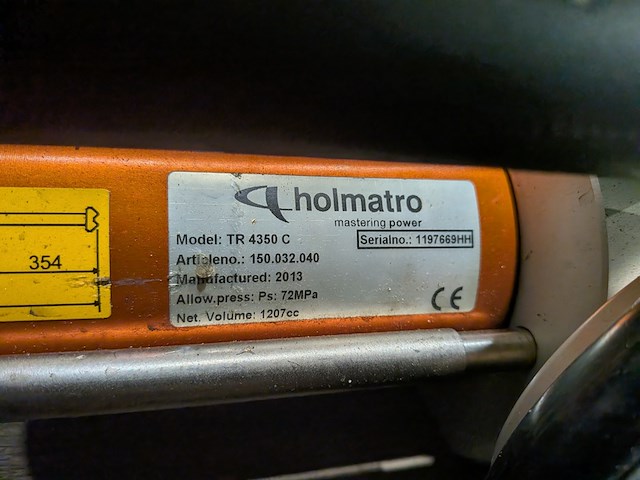 holmatro
mastering power
Model: TR 4350 C
Serialno.: 1197669HH
Articleno.: 150.032.040
Manufactured: 2013
Allow.press: Ps: 72MPa
Net. Volume: 1207cc
CE
354